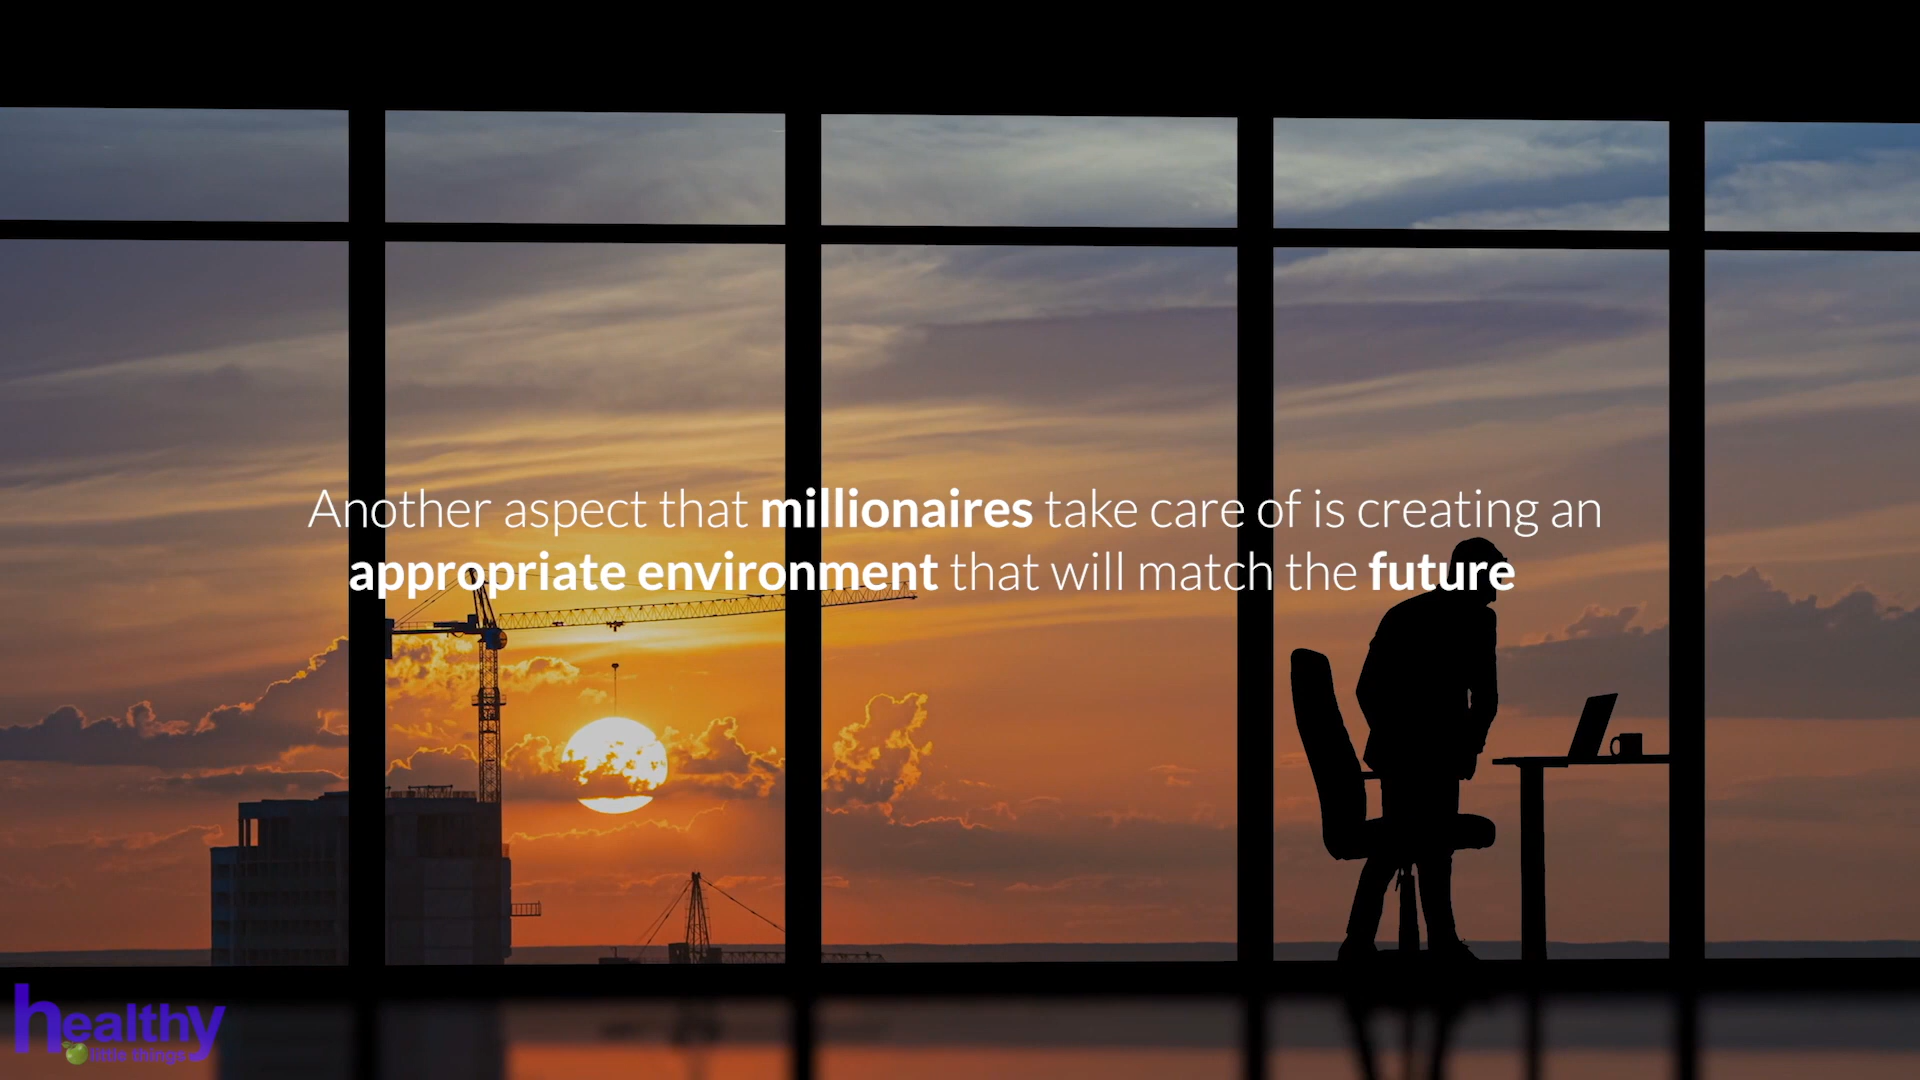 Another aspect that millionaires take care of is creating an
appropriate environment that will match the future
healthy
little things